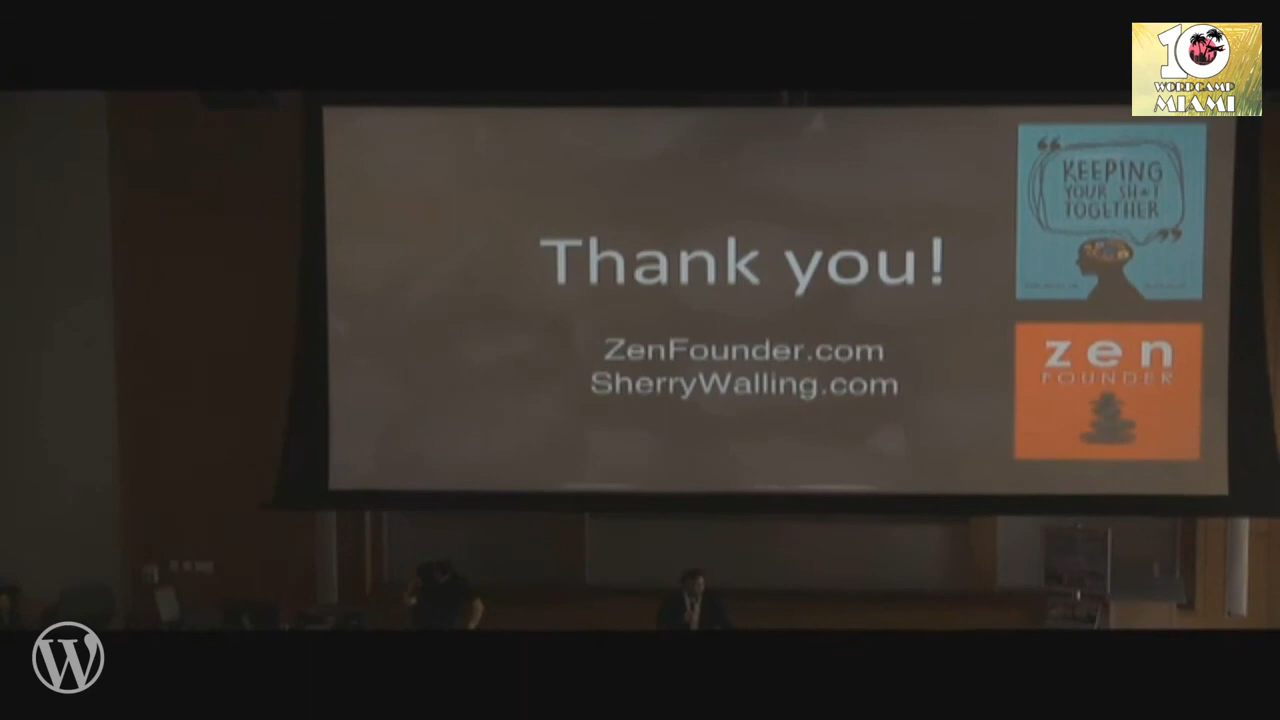 10
WORDCAMP
MIAMI
Thank you!
ZenFounder.com
SherryWalling.com
“KEEPING
YOUR SH*T
TOGETHER”
zen
FOUNDER
W